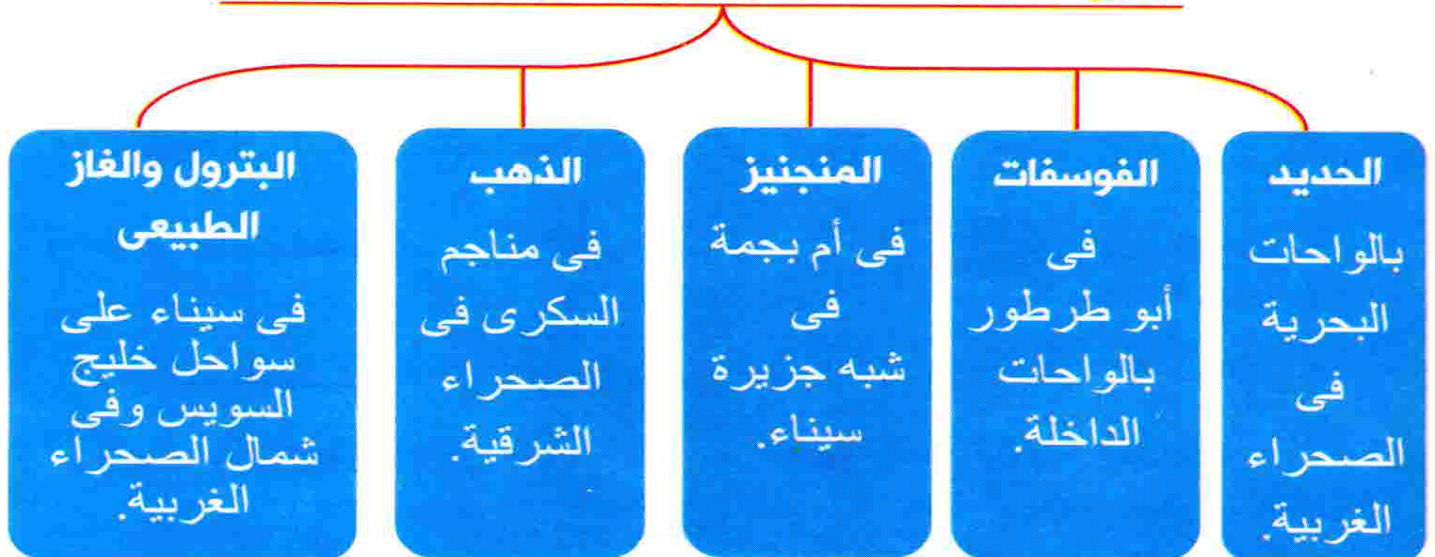 الحديد
بالواحات
البحرية
فى
الصحراء
الغربية.
الفوسفات
فى
أبو طرطور
بالواحات
الداخلة.
المنجنيز
فى أم بجمة
فى
شبه جزيرة
سيناء.
الذهب
فى مناجم
السكرى فى
الصحراء
الشرقية.
البترول والغاز
الطبيعى
فى سيناء على
سواحل خليج
السويس وفى
شمال الصحراء
الغربية.